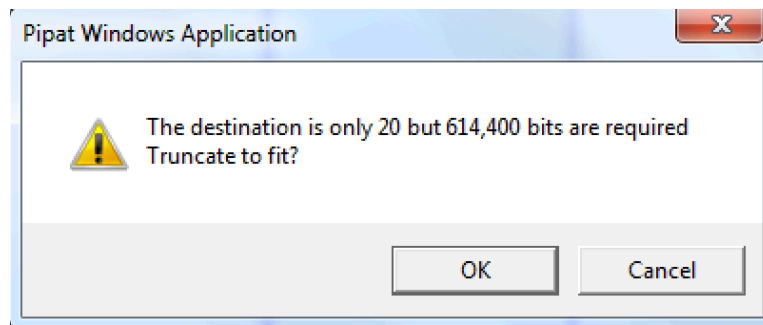 Pipat Windows Application
The destination is only 20 but 614,400 bits are required
Truncate to fit?
OK
Cancel